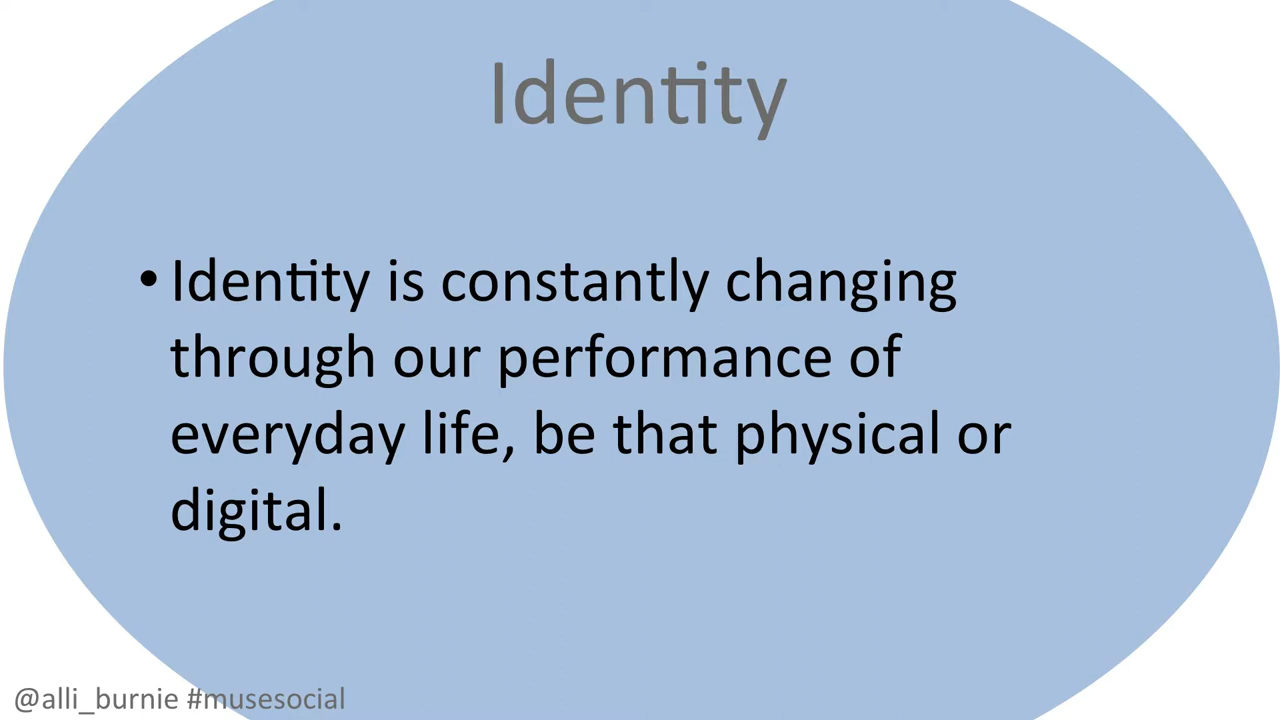 Identity
• Identity is constantly changing
through our performance of
everyday life, be that physical or
digital.
@alli_burnie #musesocial